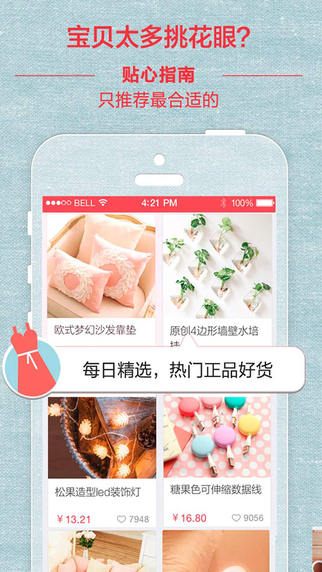 宝贝太多挑花眼?
贴心指南
只推荐最合适的
BELL 4:21 PM 100%
欧式梦幻沙发靠垫
原创4边形墙壁水培
每日精选，热门正品好货
松果造型led装饰灯
糖果色可伸缩数据线
￥13.21 7948
￥16.80 9056